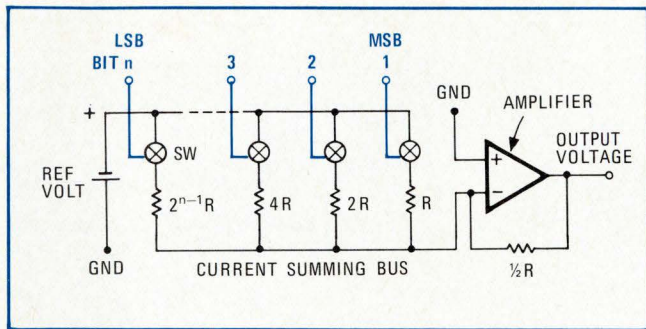 LSB
MSB
BIT n
3
2
1
GND
AMPLIFIER
+
SW
+
OUTPUT
VOLTAGE
REF
VOLT
−
2ⁿ⁻¹R
4R
2R
R
GND
CURRENT SUMMING BUS
½R